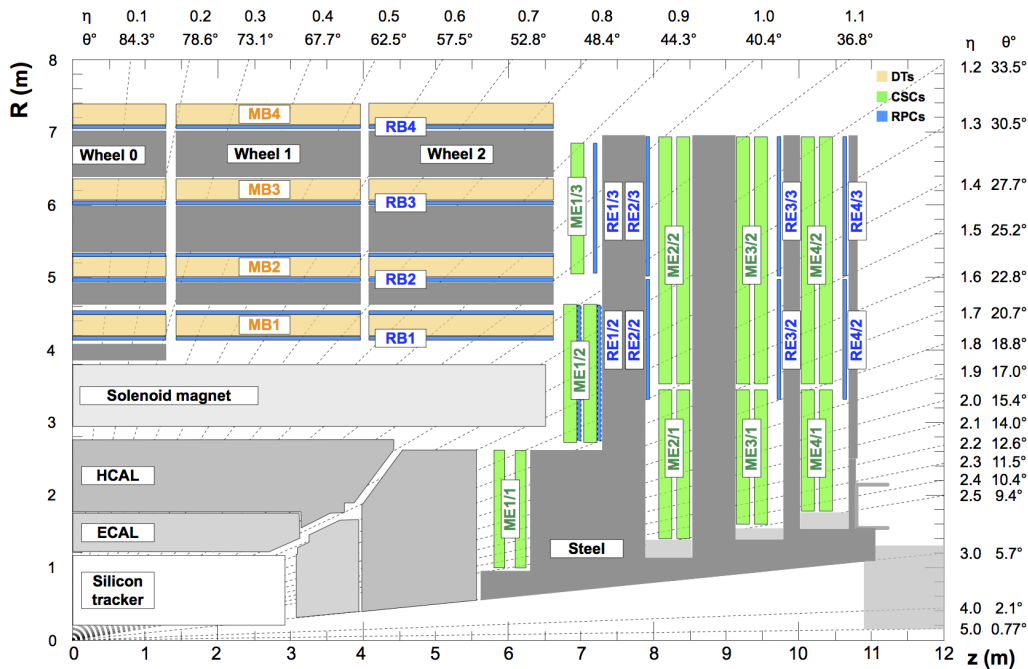 η 0.1 0.2 0.3 0.4 0.5 0.6 0.7 0.8 0.9 1.0 1.1
θ° 84.3° 78.6° 73.1° 67.7° 62.5° 57.5° 52.8° 48.4° 44.3° 40.4° 36.8° η θ°
R (m)
8
7
6
5
4
3
2
1
0
1.2 33.5°
1.3 30.5°
1.4 27.7°
1.5 25.2°
1.6 22.8°
1.7 20.7°
1.8 18.8°
1.9 17.0°
2.0 15.4°
2.1 14.0°
2.2 12.6°
2.3 11.5°
2.4 10.4°
2.5 9.4°
3.0 5.7°
4.0 2.1°
5.0 0.77°
DTs
CSCs
RPCs
MB4
RB4
Wheel 0 Wheel 1 Wheel 2
MB3
RB3
MB2
RB2
MB1
RB1
Solenoid magnet
HCAL
ECAL
Silicon
tracker
Steel
ME1/3
RE1/3
RE2/3
ME2/2
ME3/2
RE3/3
ME4/2
RE4/3
ME1/2
RE1/2
RE2/2
RE3/2
RE4/2
ME1/1
ME2/1
ME3/1
ME4/1
0 1 2 3 4 5 6 7 8 9 10 11 12
z (m)